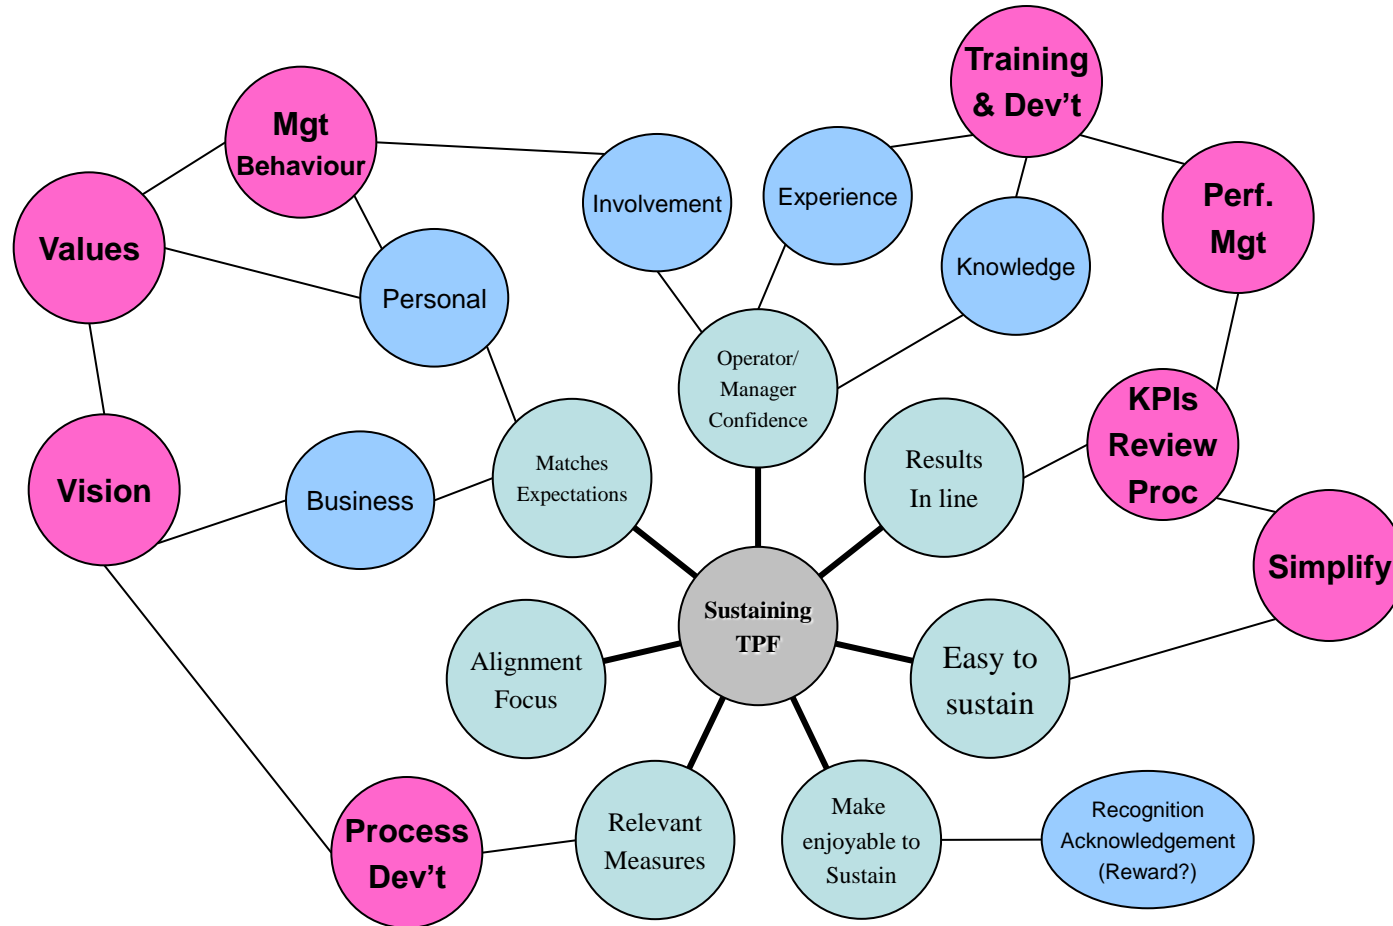 Training
& Dev't
Mgt
Behaviour
Involvement
Experience
Perf.
Mgt
Values
Knowledge
Personal
Operator/
Manager
Confidence
KPIs
Review
Proc
Results
In line
Matches
Expectations
Vision
Business
Simplify
Sustaining
TPF
Alignment
Focus
Easy to
sustain
Process
Dev't
Relevant
Measures
Make
enjoyable to
Sustain
Recognition
Acknowledgement
(Reward?)